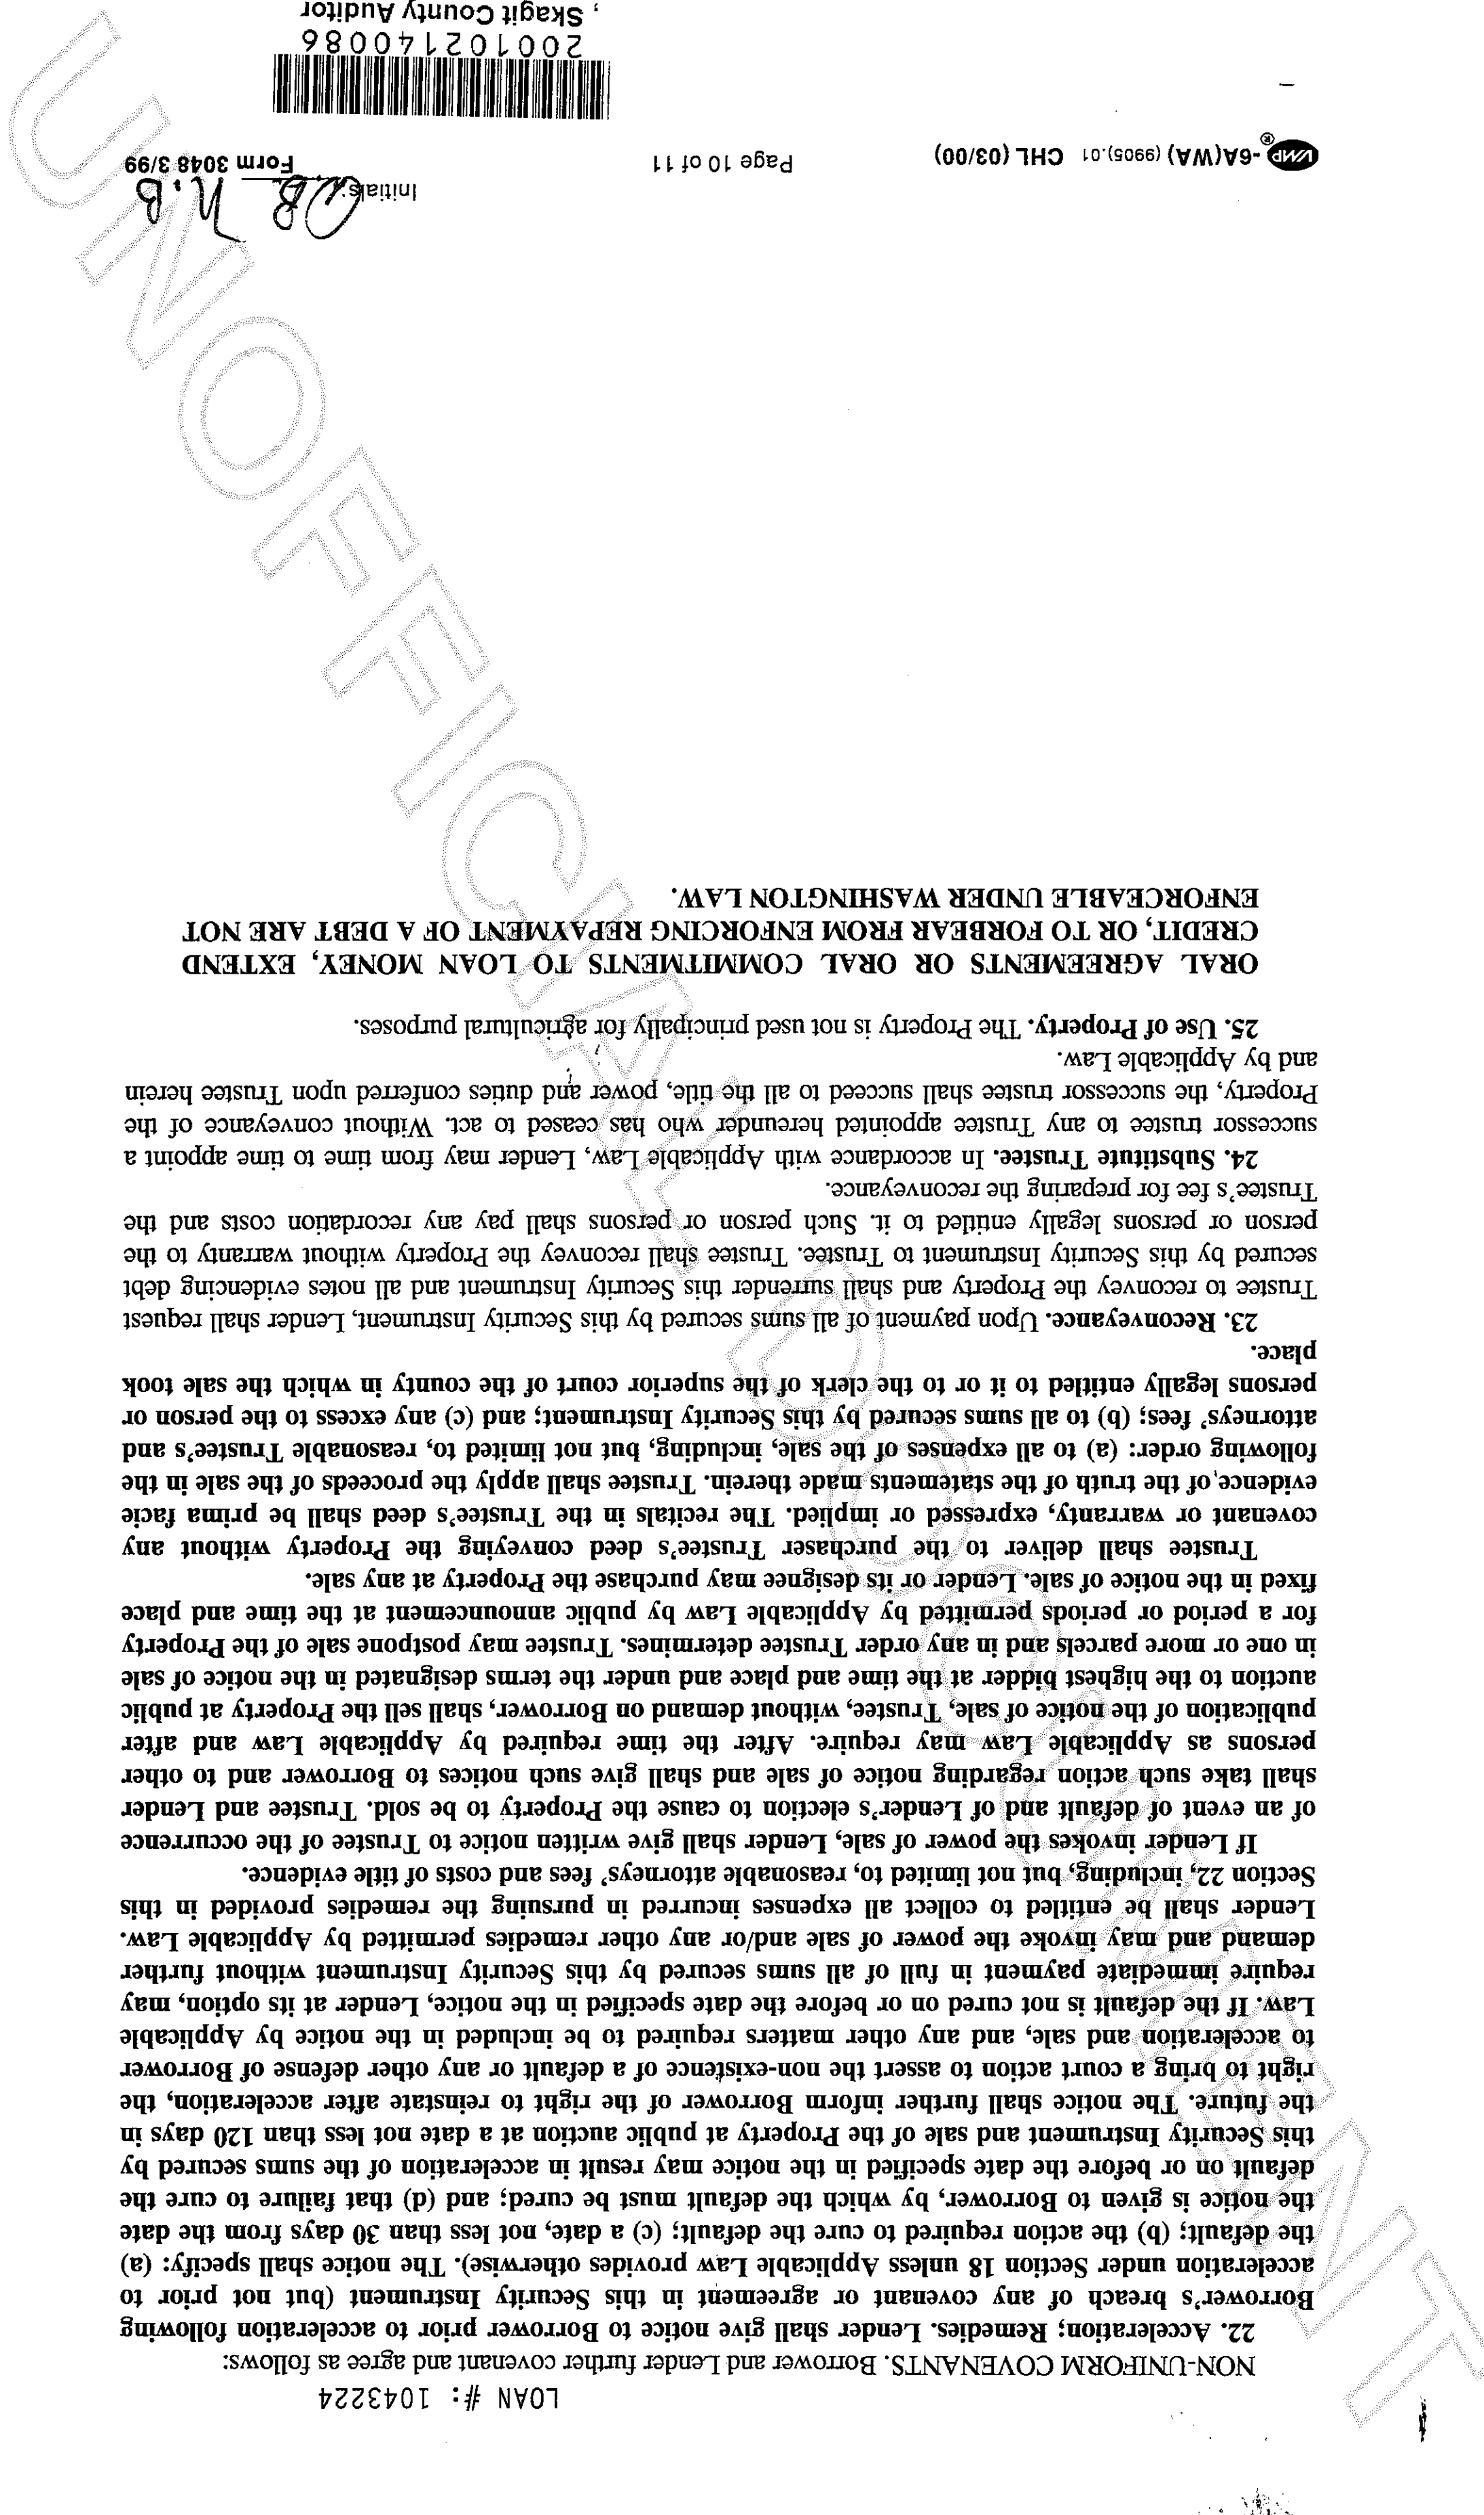 LOAN #: 1043224
NON-UNIFORM COVENANTS. Borrower and Lender further covenant and agree as follows:
22. Acceleration; Remedies. Lender shall give notice to Borrower prior to acceleration following
Borrower's breach of any covenant or agreement in this Security Instrument (but not prior to
acceleration under Section 18 unless Applicable Law provides otherwise). The notice shall specify: (a)
the default; (b) the action required to cure the default; (c) a date, not less than 30 days from the date
the notice is given to Borrower, by which the default must be cured; and (d) that failure to cure the
default on or before the date specified in the notice may result in acceleration of the sums secured by
this Security Instrument and sale of the Property at public auction at a date not less than 120 days in
the future. The notice shall further inform Borrower of the right to reinstate after acceleration, the
right to bring a court action to assert the non-existence of a default or any other defense of Borrower
to acceleration and sale, and any other matters required to be included in the notice by Applicable
Law. If the default is not cured on or before the date specified in the notice, Lender at its option, may
require immediate payment in full of all sums secured by this Security Instrument without further
demand and may invoke the power of sale and/or any other remedies permitted by Applicable Law.
Lender shall be entitled to collect all expenses incurred in pursuing the remedies provided in this
Section 22, including, but not limited to, reasonable attorneys' fees and costs of title evidence.
If Lender invokes the power of sale, Lender shall give written notice to Trustee of the occurrence
of an event of default and of Lender's election to cause the Property to be sold. Trustee and Lender
shall take such action regarding notice of sale and shall give such notices to Borrower and to other
persons as Applicable Law may require. After the time required by Applicable Law and after
publication of the notice of sale, Trustee, without demand on Borrower, shall sell the Property at public
auction to the highest bidder at the time and place and under the terms designated in the notice of sale
in one or more parcels and in any order Trustee determines. Trustee may postpone sale of the Property
for a period or periods permitted by Applicable Law by public announcement at the time and place
fixed in the notice of sale. Lender or its designee may purchase the Property at any sale.
Trustee shall deliver to the purchaser Trustee's deed conveying the Property without any
covenant or warranty, expressed or implied. The recitals in the Trustee's deed shall be prima facie
evidence of the truth of the statements made therein. Trustee shall apply the proceeds of the sale in the
following order: (a) to all expenses of the sale, including, but not limited to, reasonable Trustee's and
attorneys' fees; (b) to all sums secured by this Security Instrument; and (c) any excess to the person or
persons legally entitled to it or to the clerk of the superior court of the county in which the sale took
place.
23. Reconveyance. Upon payment of all sums secured by this Security Instrument, Lender shall request
Trustee to reconvey the Property and shall surrender this Security Instrument and all notes evidencing debt
secured by this Security Instrument to Trustee. Trustee shall reconvey the Property without warranty to the
person or persons legally entitled to it. Such person or persons shall pay any recordation costs and the
Trustee's fee for preparing the reconveyance.
24. Substitute Trustee. In accordance with Applicable Law, Lender may from time to time appoint a
successor trustee to any Trustee appointed hereunder who has ceased to act. Without conveyance of the
Property, the successor trustee shall succeed to all the title, power and duties conferred upon Trustee herein
and by Applicable Law.
25. Use of Property. The Property is not used principally for agricultural purposes.
ORAL AGREEMENTS OR ORAL COMMITMENTS TO LOAN MONEY, EXTEND
CREDIT, OR TO FORBEAR FROM ENFORCING REPAYMENT OF A DEBT ARE NOT
ENFORCEABLE UNDER WASHINGTON LAW.
Initials: CB N.B
VMP ® -6A(WA) (9905).01 CHL (03/00) Page 10 of 11 Form 3048 3/99
200102140086
, Skagit County Auditor
UNOFFICIAL DOCUMENT